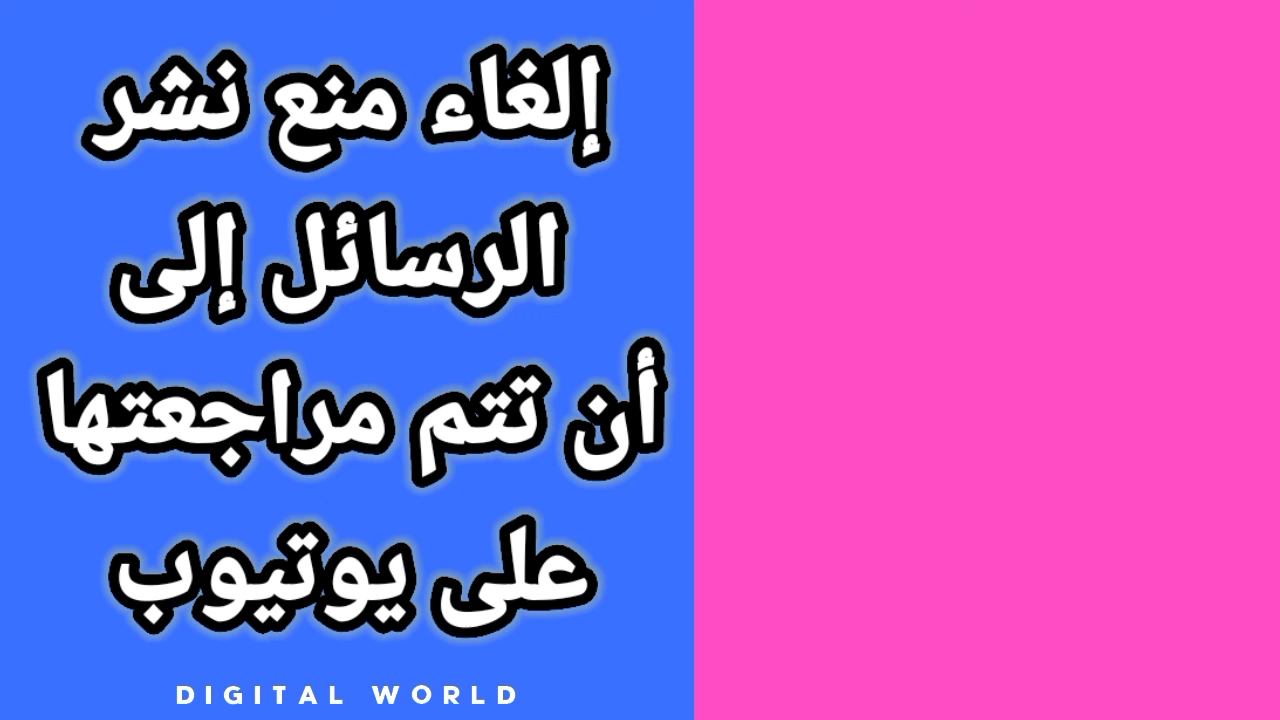 إلغاء منع نشر
الرسائل إلى
أن تتم مراجعتها
على يوتيوب
DIGITAL WORLD